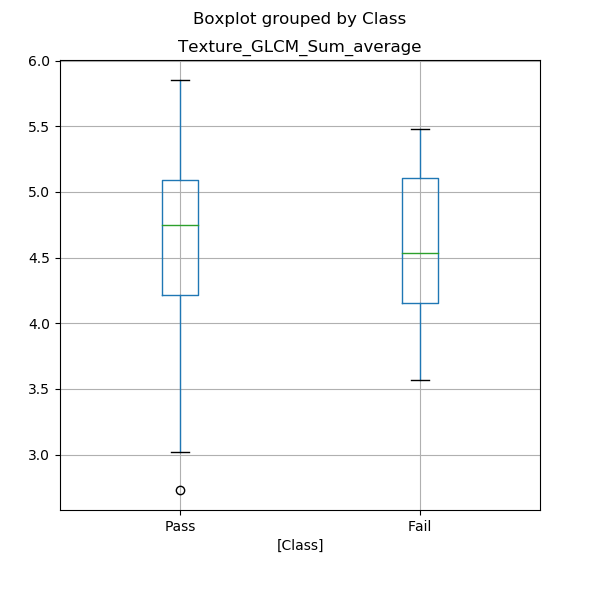 Boxplot grouped by Class
Texture_GLCM_Sum_average
6.0
5.5
5.0
4.5
4.0
3.5
3.0
Pass Fail
[Class]